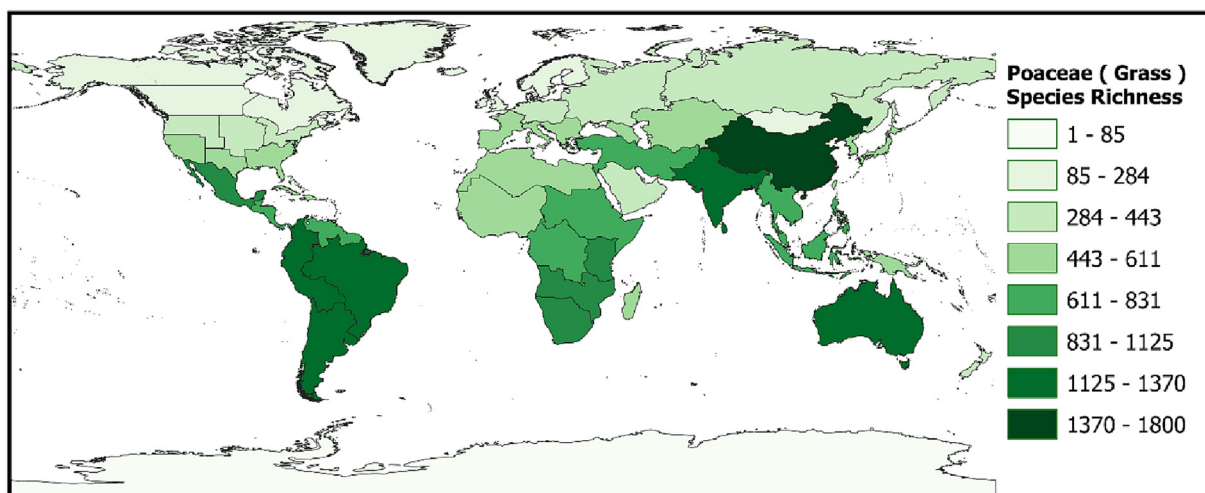 Poaceae ( Grass )
Species Richness
1 - 85
85 - 284
284 - 443
443 - 611
611 - 831
831 - 1125
1125 - 1370
1370 - 1800